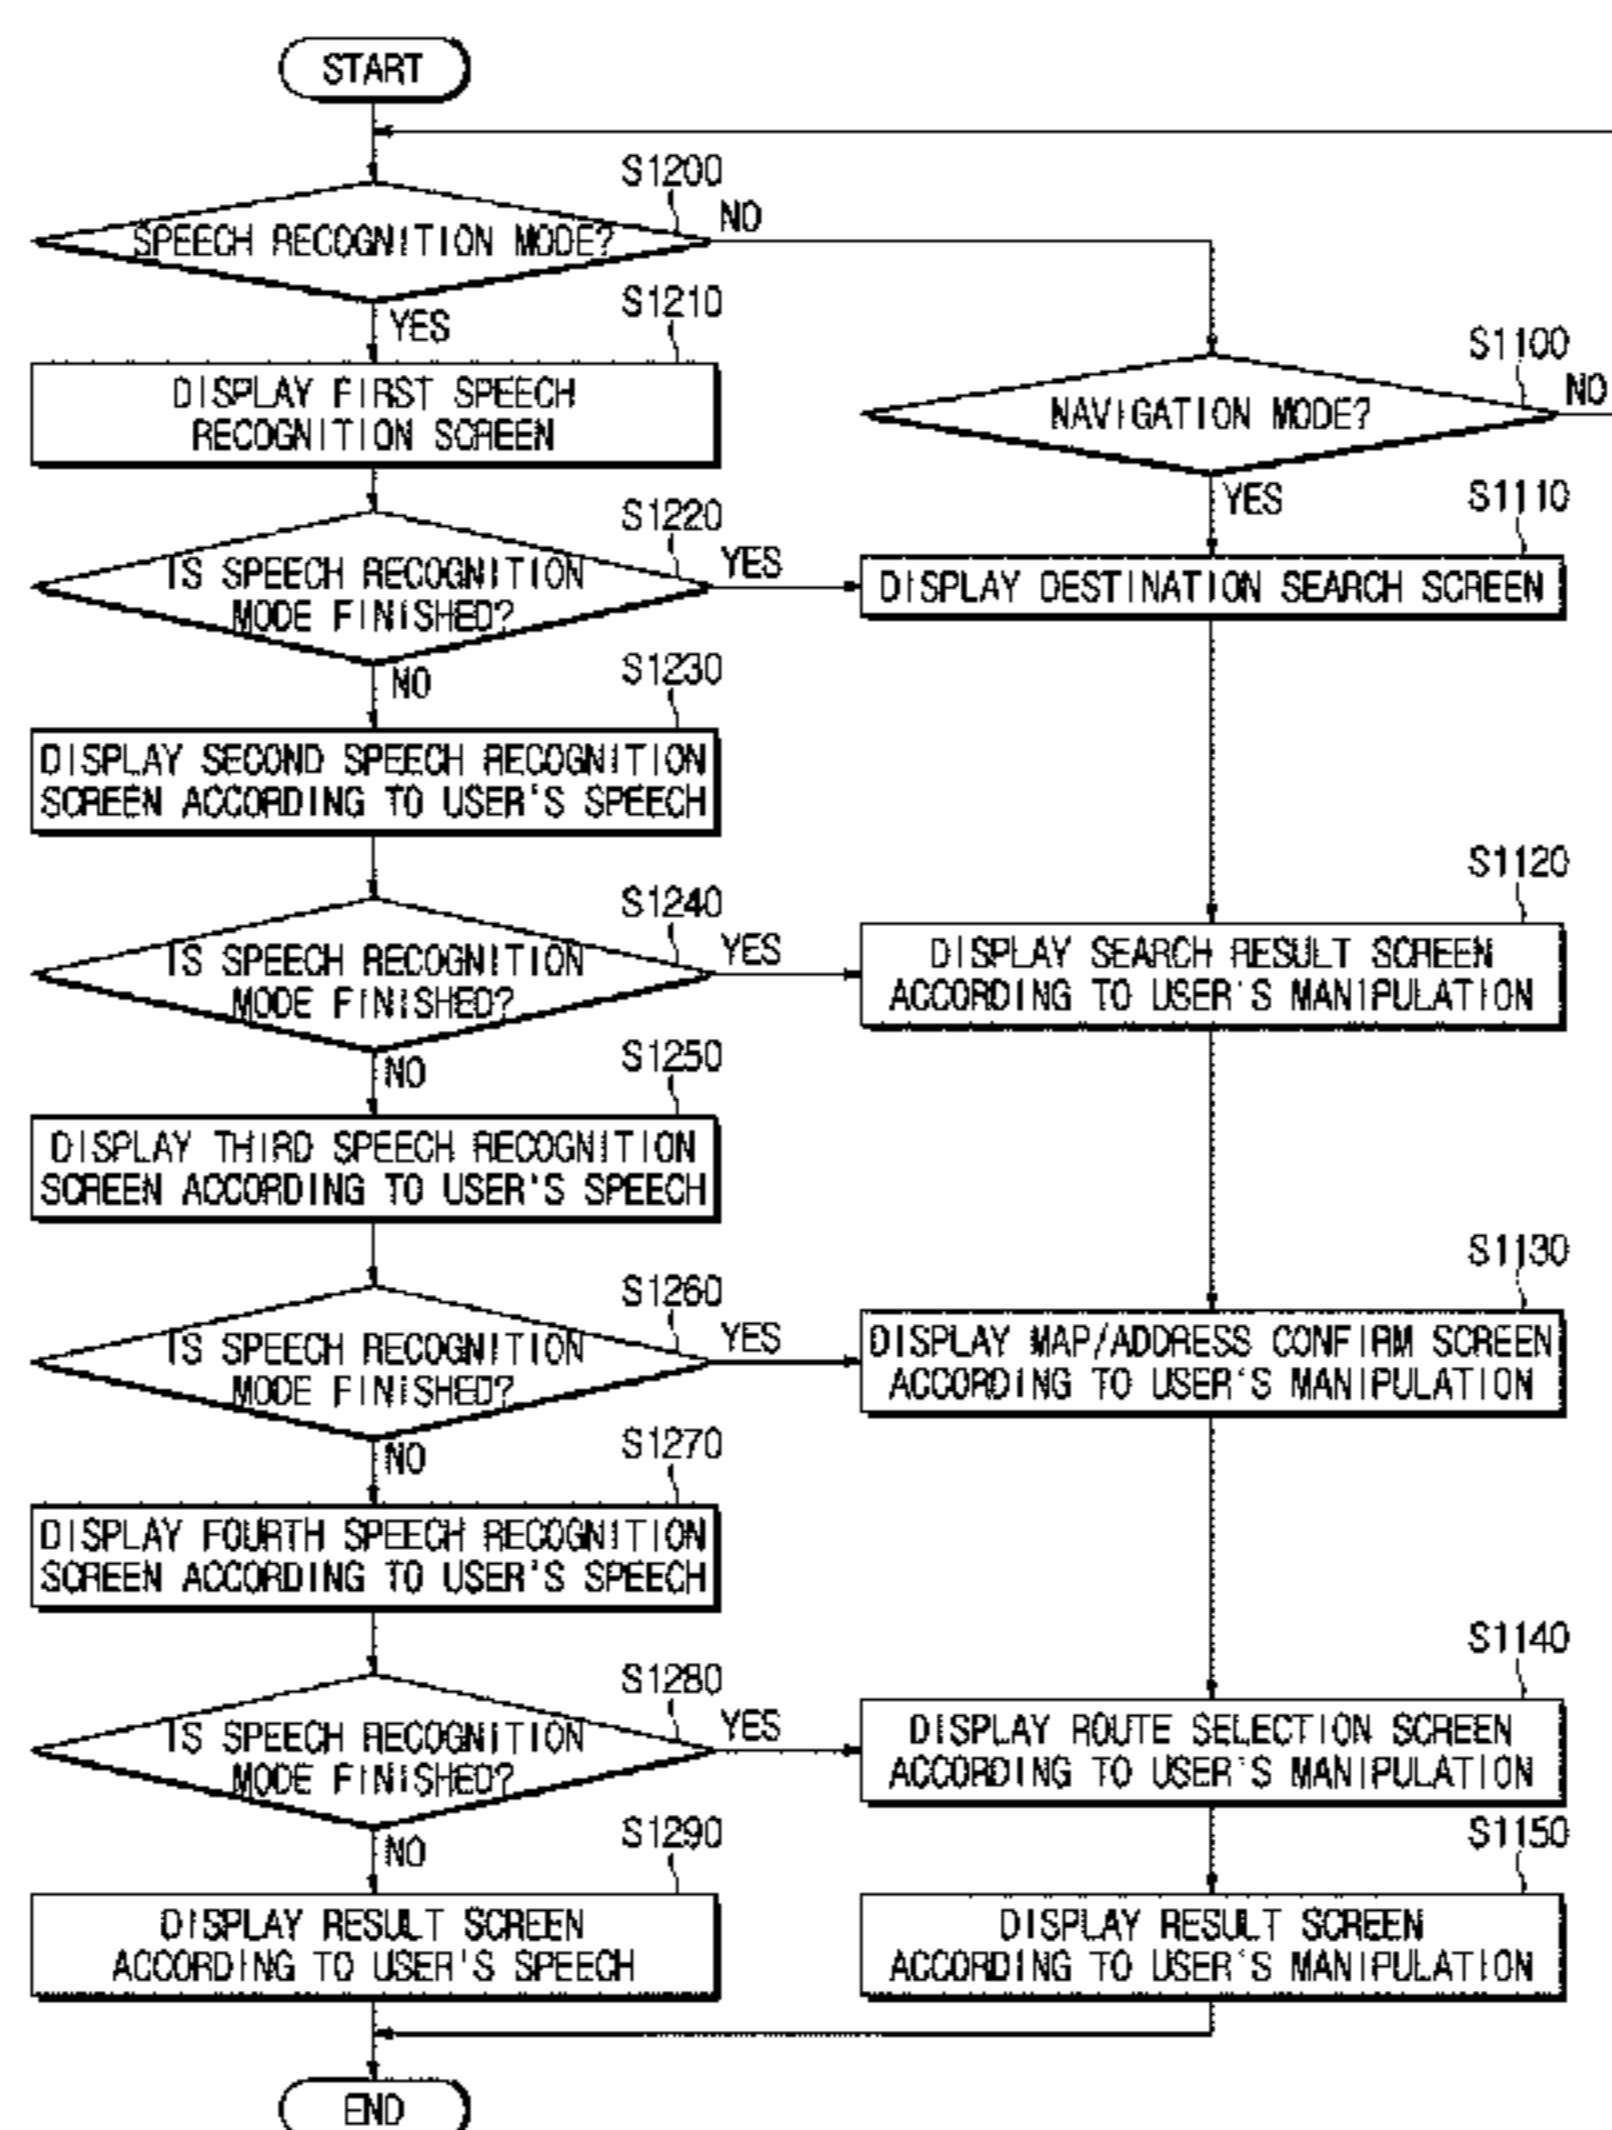 START
S1200
NO
SPEECH RECOGNITION MODE?
YES
S1210
DISPLAY FIRST SPEECH
RECOGNITION SCREEN
S1100
NO
NAVIGATION MODE?
YES
S1110
DISPLAY DESTINATION SEARCH SCREEN
S1220
YES
IS SPEECH RECOGNITION
MODE FINISHED?
NO
S1230
DISPLAY SECOND SPEECH RECOGNITION
SCREEN ACCORDING TO USER'S SPEECH
S1240
YES
IS SPEECH RECOGNITION
MODE FINISHED?
NO
S1120
DISPLAY SEARCH RESULT SCREEN
ACCORDING TO USER'S MANIPULATION
S1250
DISPLAY THIRD SPEECH RECOGNITION
SCREEN ACCORDING TO USER'S SPEECH
S1260
YES
IS SPEECH RECOGNITION
MODE FINISHED?
NO
S1130
DISPLAY MAP/ADDRESS CONFIRM SCREEN
ACCORDING TO USER'S MANIPULATION
S1270
DISPLAY FOURTH SPEECH RECOGNITION
SCREEN ACCORDING TO USER'S SPEECH
S1280
YES
IS SPEECH RECOGNITION
MODE FINISHED?
NO
S1140
DISPLAY ROUTE SELECTION SCREEN
ACCORDING TO USER'S MANIPULATION
S1290
DISPLAY RESULT SCREEN
ACCORDING TO USER'S SPEECH
S1150
DISPLAY RESULT SCREEN
ACCORDING TO USER'S MANIPULATION
END